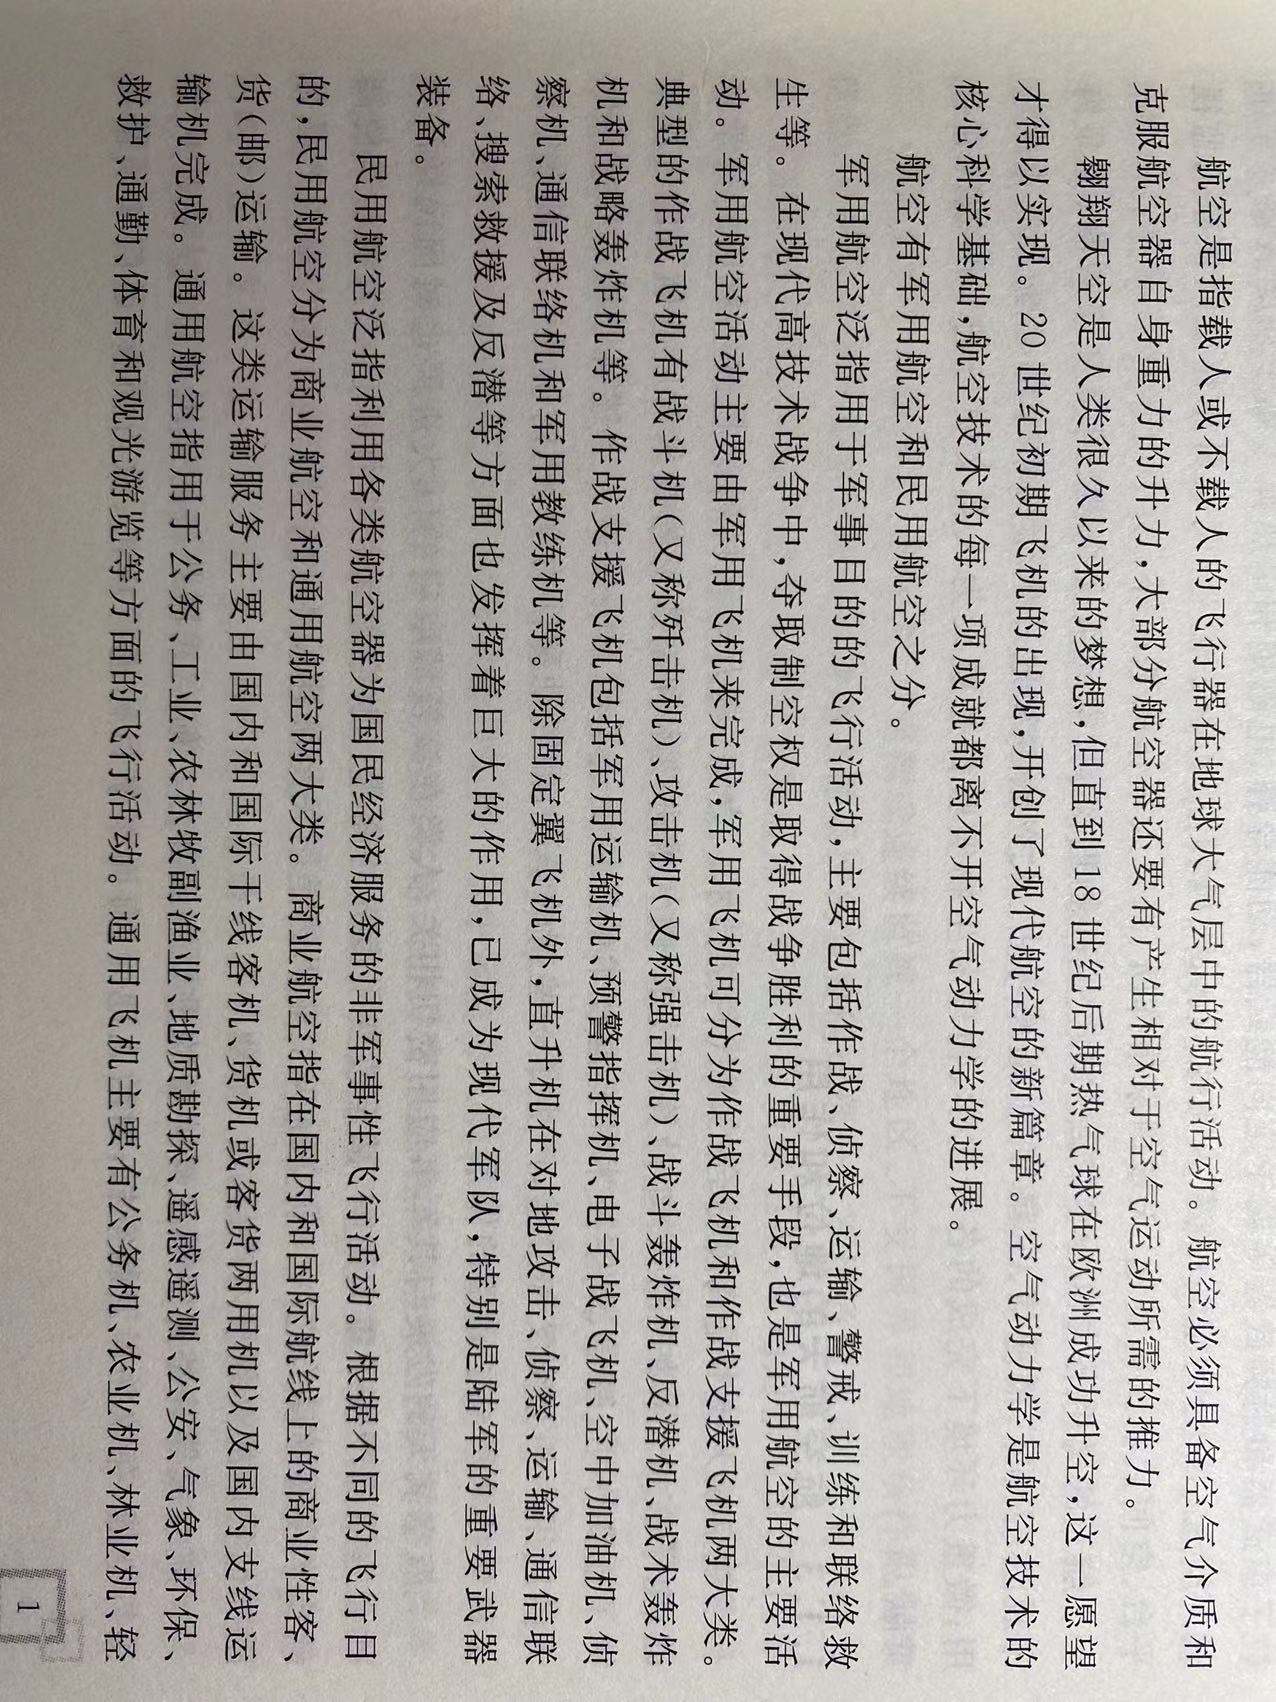 航空是指载人或不载人的飞行器在地球大气层中的航行活动。航空必须具备空气介质和
克服航空器自身重力的升力,大部分航空器还要有产生相对于空气运动所需的推力。
翱翔天空是人类很久以来的梦想,但直到18世纪后期热气球在欧洲成功升空,这一愿望
才得以实现。20世纪初期飞机的出现,开创了现代航空的新篇章。空气动力学是航空技术的
核心科学基础,航空技术的每一项成就都离不开空气动力学的进展。
航空有军用航空和民用航空之分。
军用航空泛指用于军事目的的飞行活动,主要包括作战、侦察、运输、警戒、训练和联络救
生等。在现代高技术战争中,夺取制空权是取得战争胜利的重要手段,也是军用航空的主要活
动。军用航空活动主要由军用飞机来完成,军用飞机可分为作战飞机和作战支援飞机两大类。
典型的作战飞机有战斗机(又称歼击机)、攻击机(又称强击机)、战斗轰炸机、反潜机、战术轰炸
机和战略轰炸机等。作战支援飞机包括军用运输机、预警指挥机、电子战飞机、空中加油机、侦
察机、通信联络机和军用教练机等。除固定翼飞机外,直升机在对地攻击、侦察、运输、通信联
络、搜索救援及反潜等方面也发挥着巨大的作用,已成为现代军队,特别是陆军的重要武器
装备。
民用航空泛指利用各类航空器为国民经济服务的非军事性飞行活动。根据不同的飞行目
的,民用航空分为商业航空和通用航空两大类。商业航空指在国内和国际航线上的商业性客、
货(邮)运输。这类运输服务主要由国内和国际干线客机、货机或客货两用机以及国内支线运
输机完成。通用航空指用于公务、工业、农林牧副渔业、地质勘探、遥感遥测、公安、气象、环保、
救护、通勤、体育和观光游览等方面的飞行活动。通用飞机主要有公务机、农业机、林业机、轻
1